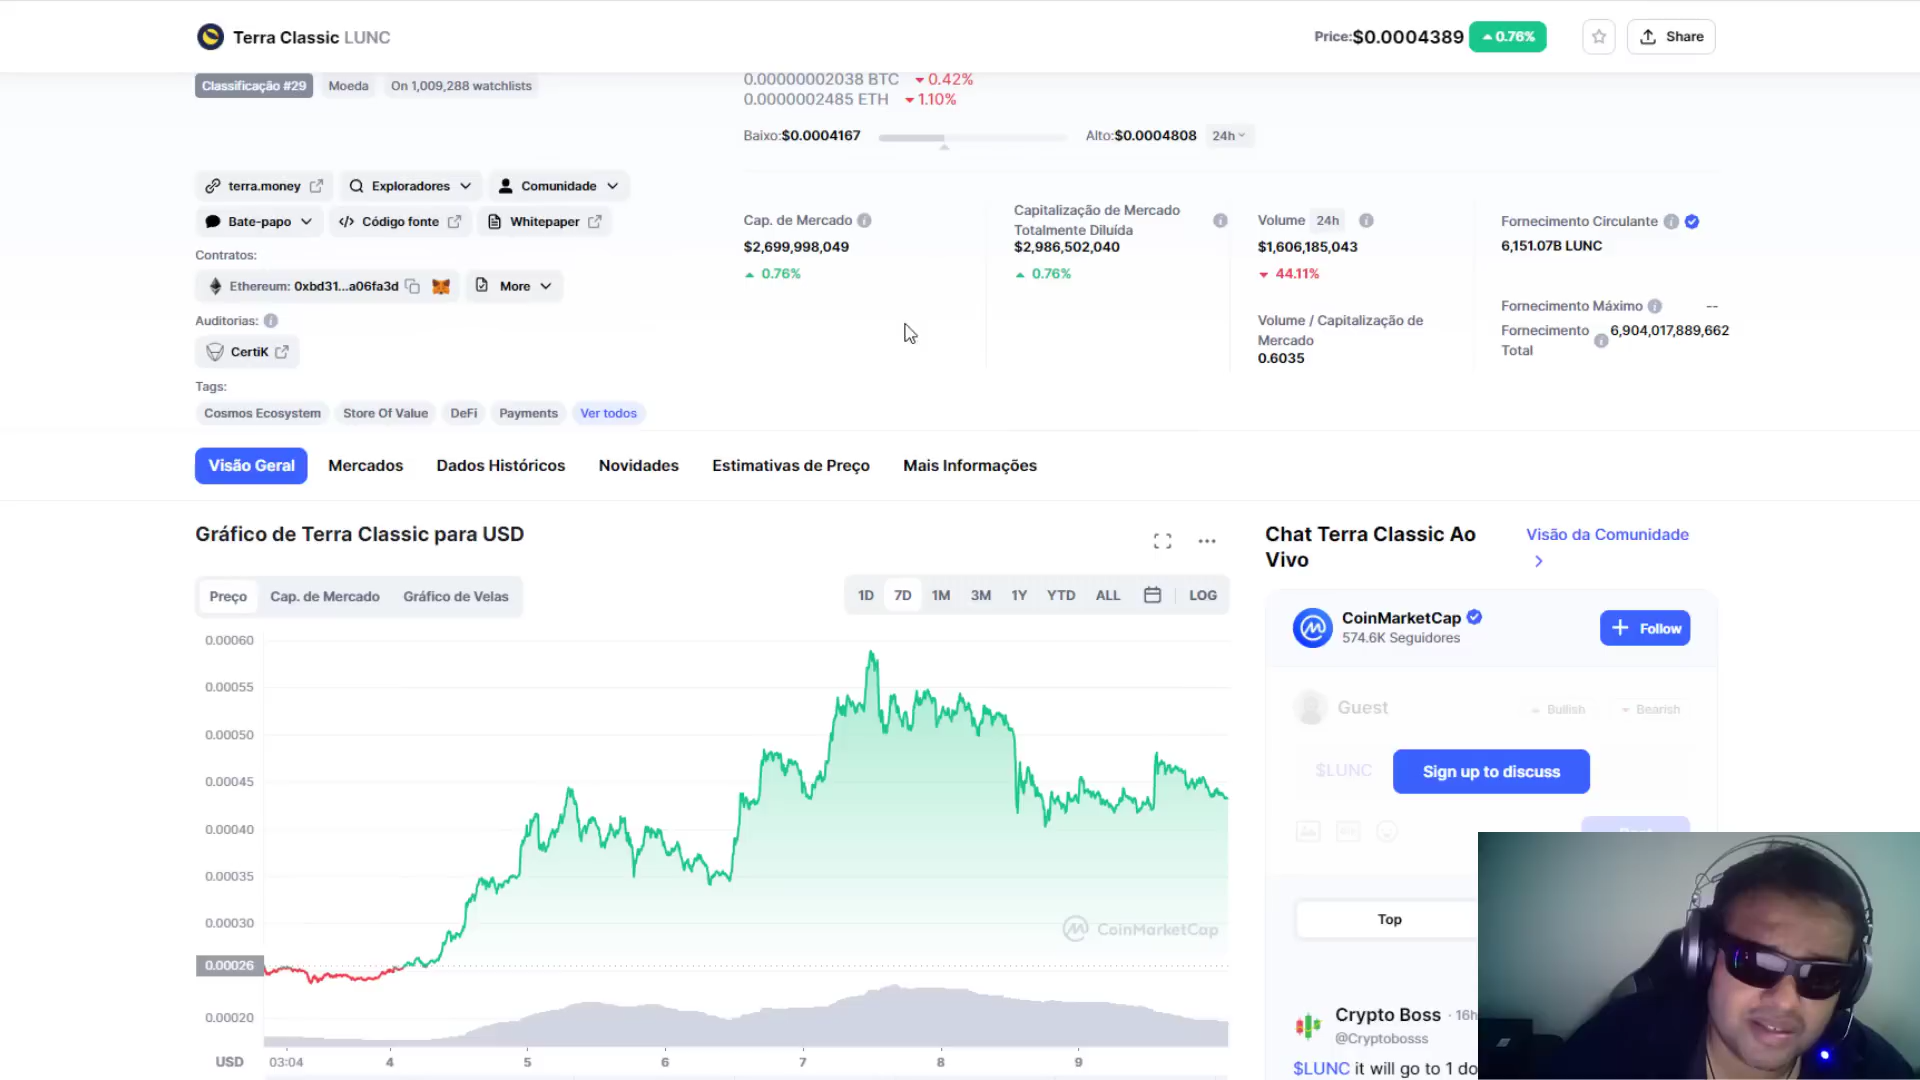 Terra Classic LUNC
Price:$0.0004389 0.76%
Share
Classificação #29 Moeda On 1,009,288 watchlists
0.00000002038 BTC 0.42%
0.0000002485 ETH 1.10%
Baixo:$0.0004167 Alto:$0.0004808 24h
terra.money Exploradores Comunidade
Bate-papo Código fonte Whitepaper
Contratos:
Ethereum: 0xbd31...a06fa3d More
Auditorias:
CertiK
Tags:
Cosmos Ecosystem Store Of Value DeFi Payments Ver todos
Cap. de Mercado
$2,699,998,049
0.76%
Capitalização de Mercado
Totalmente Diluída
$2,986,502,040
0.76%
Volume 24h
$1,606,185,043
44.11%
Volume / Capitalização de
Mercado
0.6035
Fornecimento Circulante
6,151.07B LUNC
Fornecimento Máximo --
Fornecimento
Total
6,904,017,889,662
Visão Geral Mercados Dados Históricos Novidades Estimativas de Preço Mais Informações
Gráfico de Terra Classic para USD
Preço Cap. de Mercado Gráfico de Velas
1D 7D 1M 3M 1Y YTD ALL LOG
0.00060
0.00055
0.00050
0.00045
0.00040
0.00035
0.00030
0.00026
0.00020
CoinMarketCap
USD 03:04 4 5 6 7 8 9
Chat Terra Classic Ao
Vivo
Visão da Comunidade
CoinMarketCap
574.6K Seguidores
Follow
Guest Bullish Bearish
$LUNC
Sign up to discuss
Top
Crypto Boss · 16h
@Cryptobosss
$LUNC it will go to 1 do